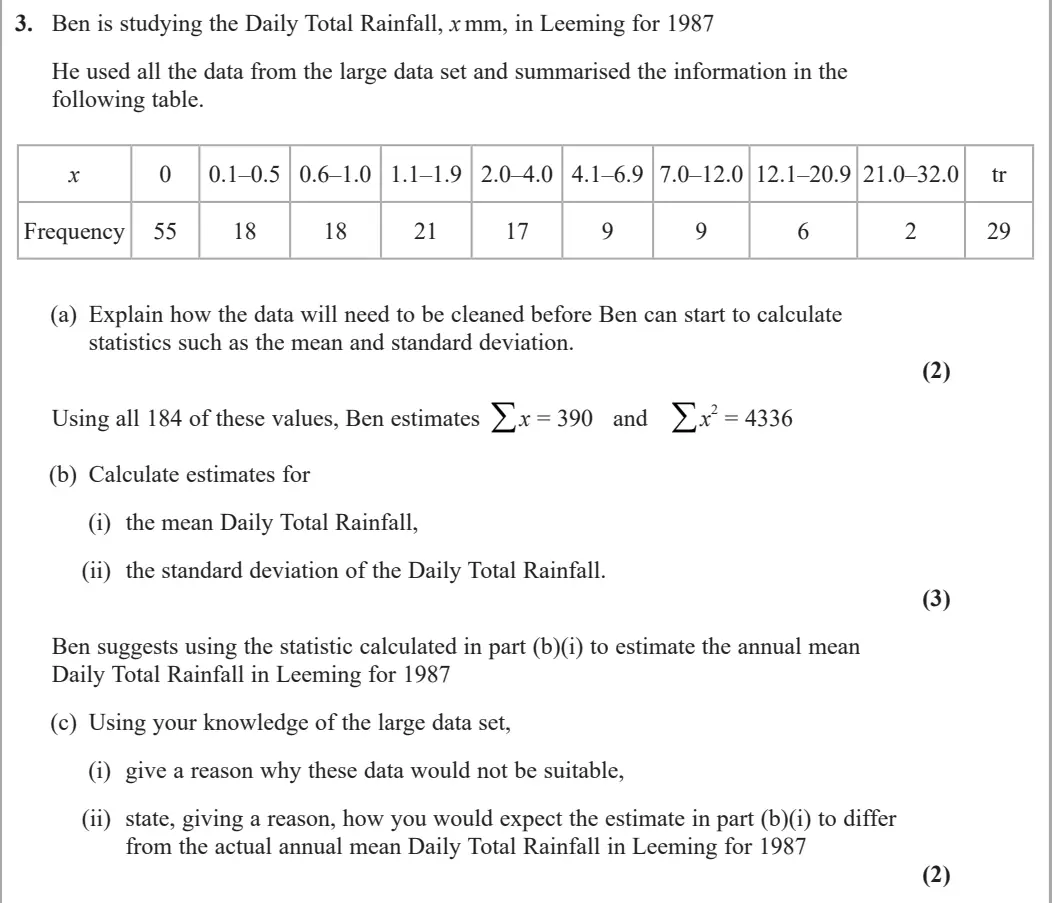 3. Ben is studying the Daily Total Rainfall, x mm, in Leeming for 1987
He used all the data from the large data set and summarised the information in the
following table.
x 0 0.1–0.5 0.6–1.0 1.1–1.9 2.0–4.0 4.1–6.9 7.0–12.0 12.1–20.9 21.0–32.0 tr
Frequency 55 18 18 21 17 9 9 6 2 29
(a) Explain how the data will need to be cleaned before Ben can start to calculate
statistics such as the mean and standard deviation.
(2)
Using all 184 of these values, Ben estimates ∑x = 390 and ∑x² = 4336
(b) Calculate estimates for
(i) the mean Daily Total Rainfall,
(ii) the standard deviation of the Daily Total Rainfall.
(3)
Ben suggests using the statistic calculated in part (b)(i) to estimate the annual mean
Daily Total Rainfall in Leeming for 1987
(c) Using your knowledge of the large data set,
(i) give a reason why these data would not be suitable,
(ii) state, giving a reason, how you would expect the estimate in part (b)(i) to differ
from the actual annual mean Daily Total Rainfall in Leeming for 1987
(2)